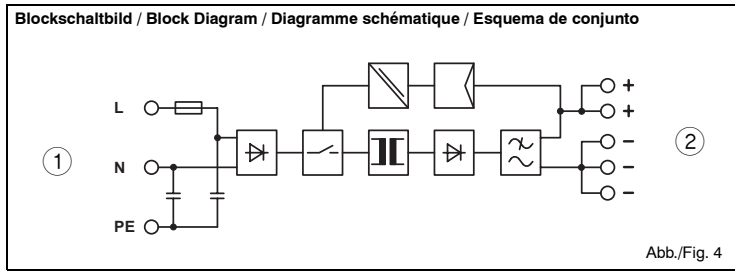 Blockschaltbild / Block Diagram / Diagramme schématique / Esquema de conjunto
L
+
+
1
N
–
2
–
PE
–
Abb./Fig. 4